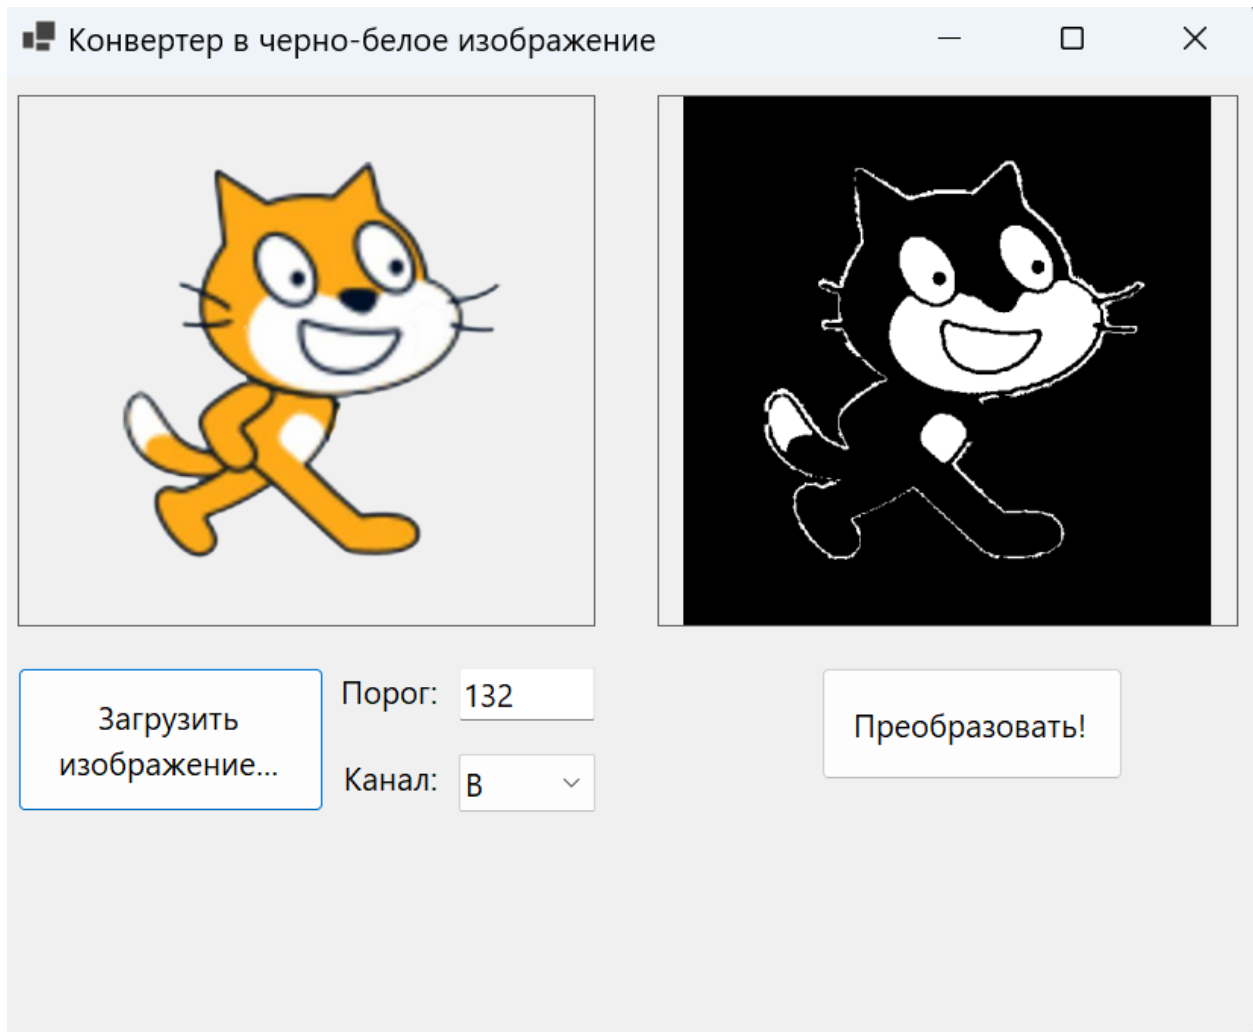 Конвертер в черно-белое изображение
Загрузить
изображение...
Порог:
132
Канал:
B
Преобразовать!